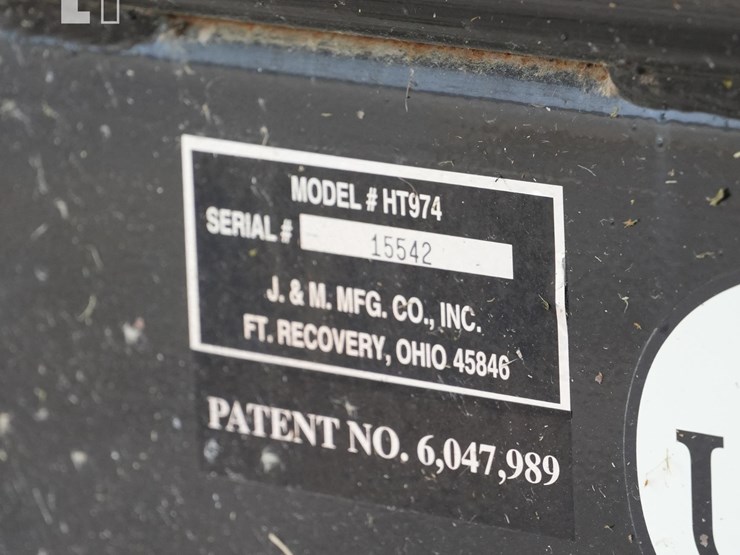 MODEL # HT974
SERIAL # 15542
J. & M. MFG. CO., INC.
FT. RECOVERY, OHIO 45846
PATENT NO. 6,047,989
U